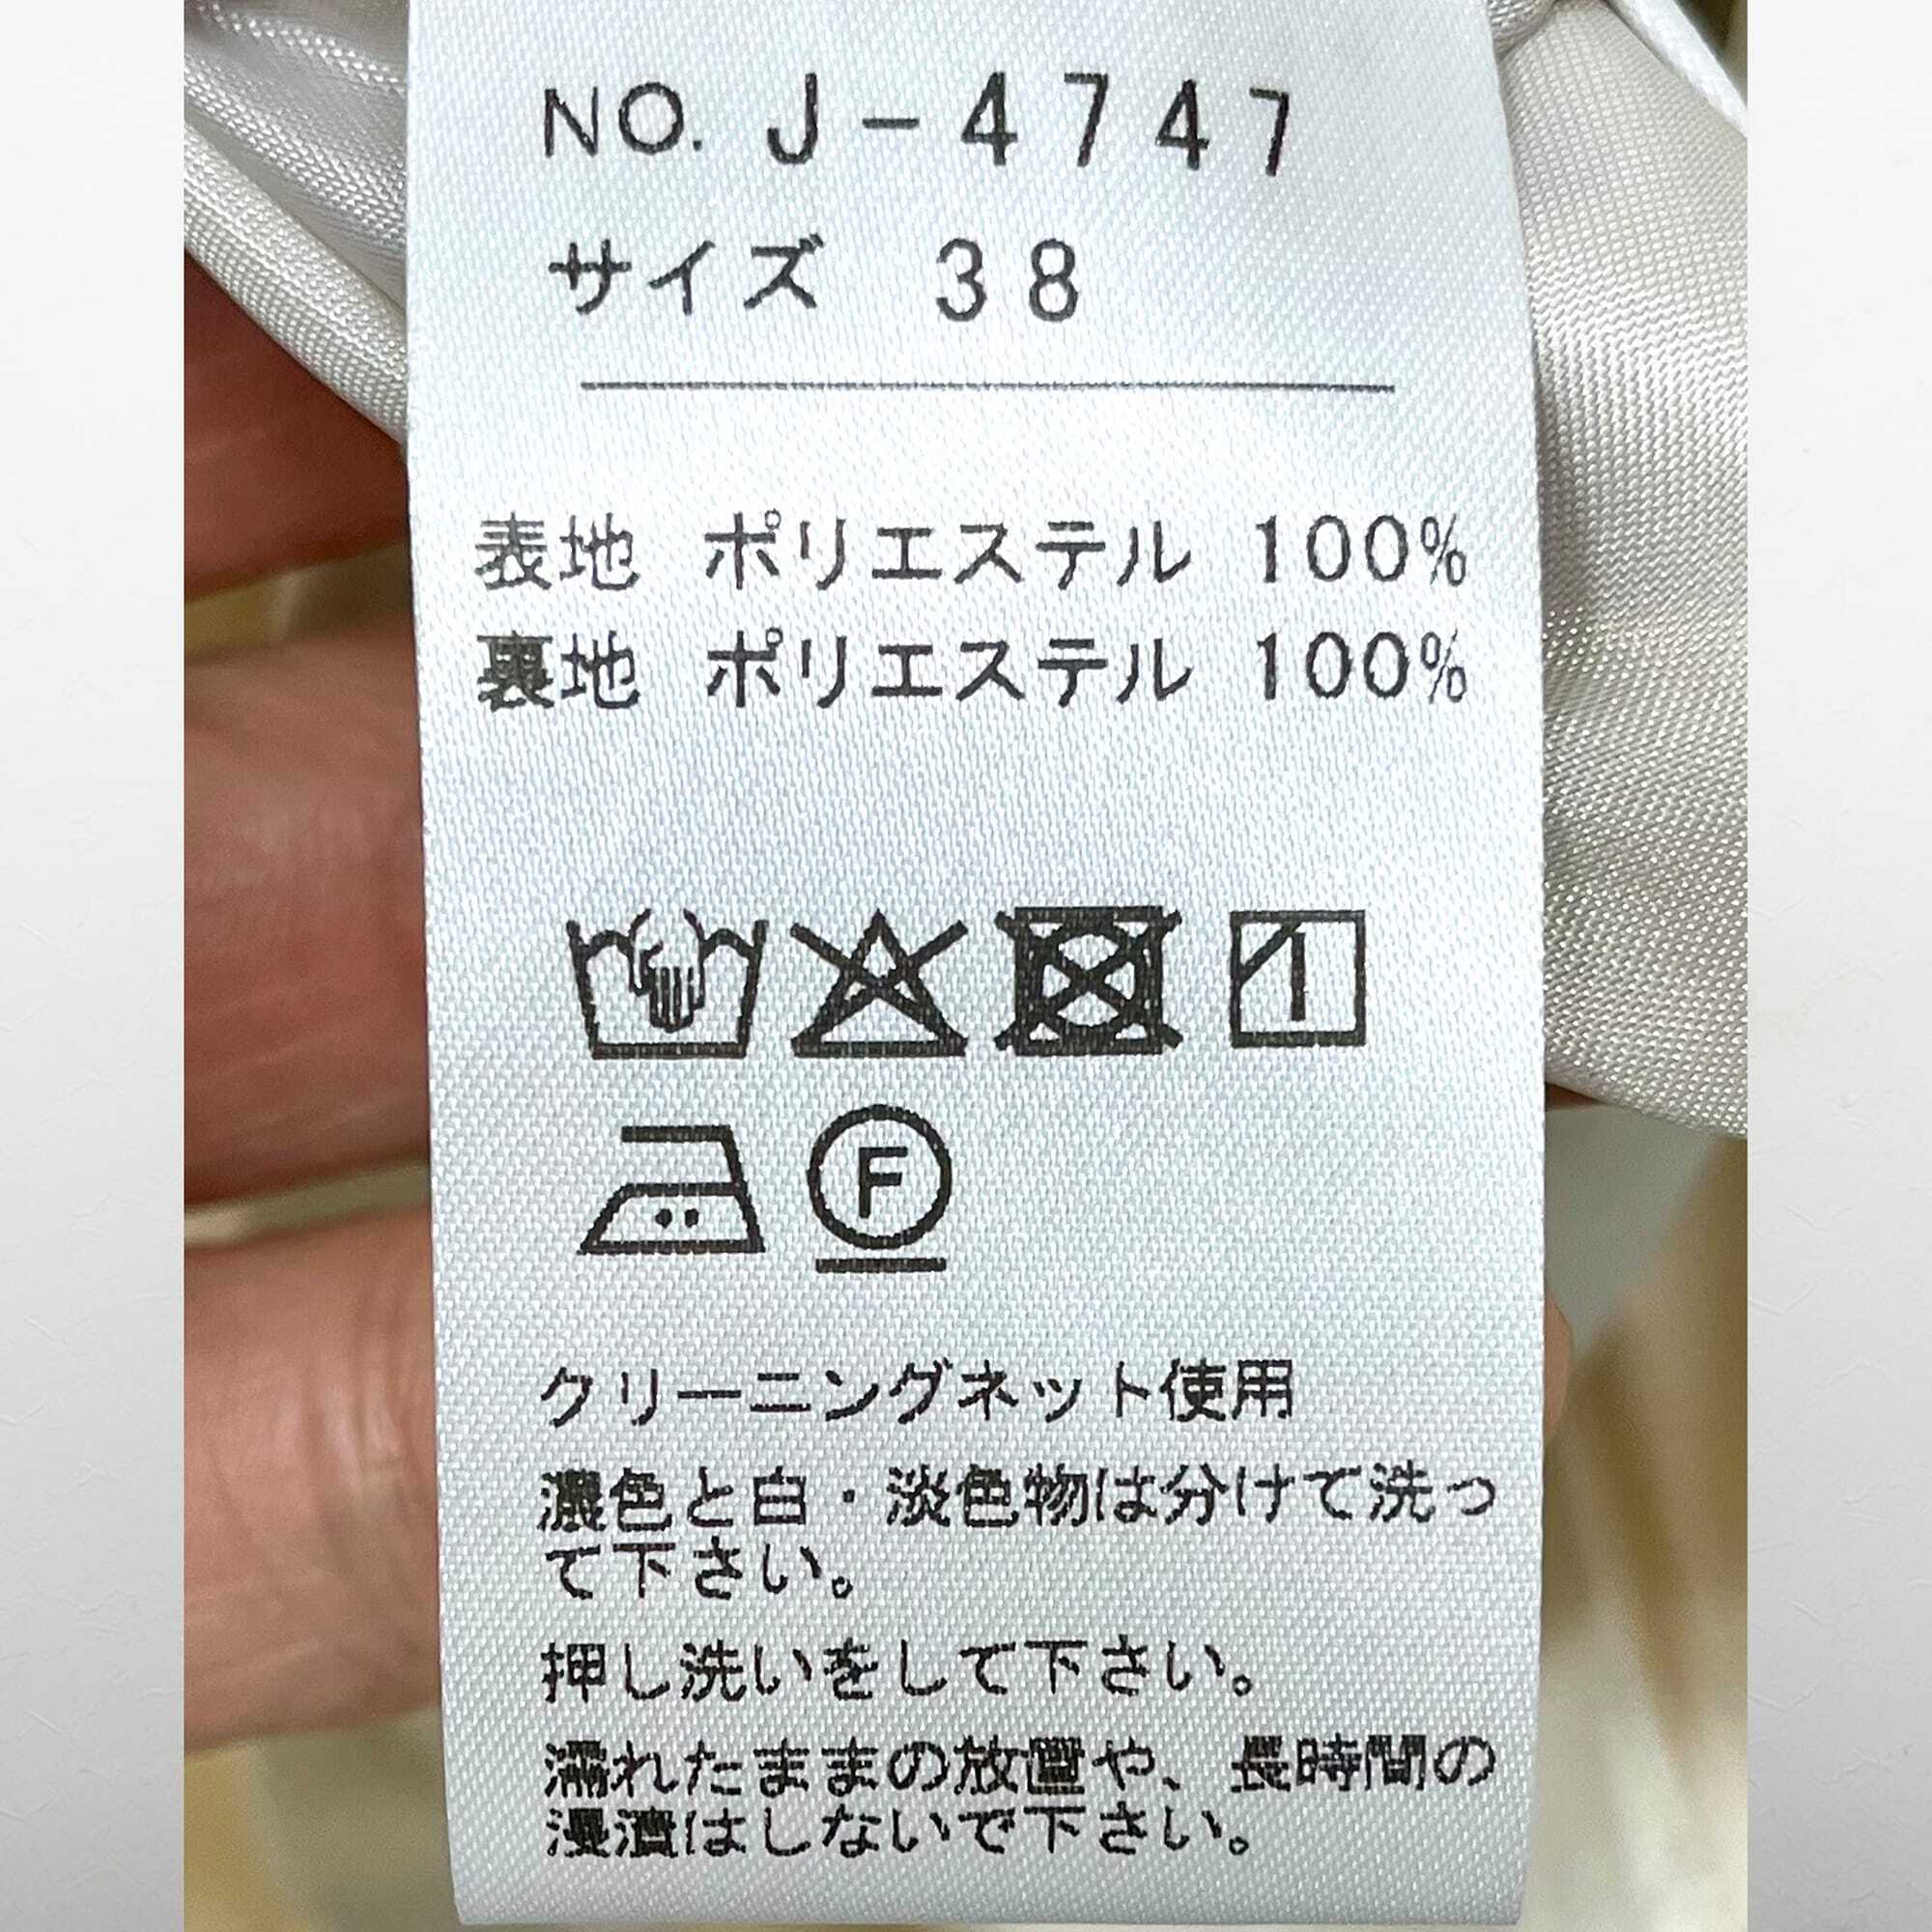 NO. J-4747
サイズ 38
表地 ポリエステル 100%
裏地 ポリエステル 100%
F
クリーニングネット使用
濃色と白・淡色物は分けて洗っ
て下さい。
押し洗いをして下さい。
濡れたままの放置や、長時間の
浸漬はしないで下さい。